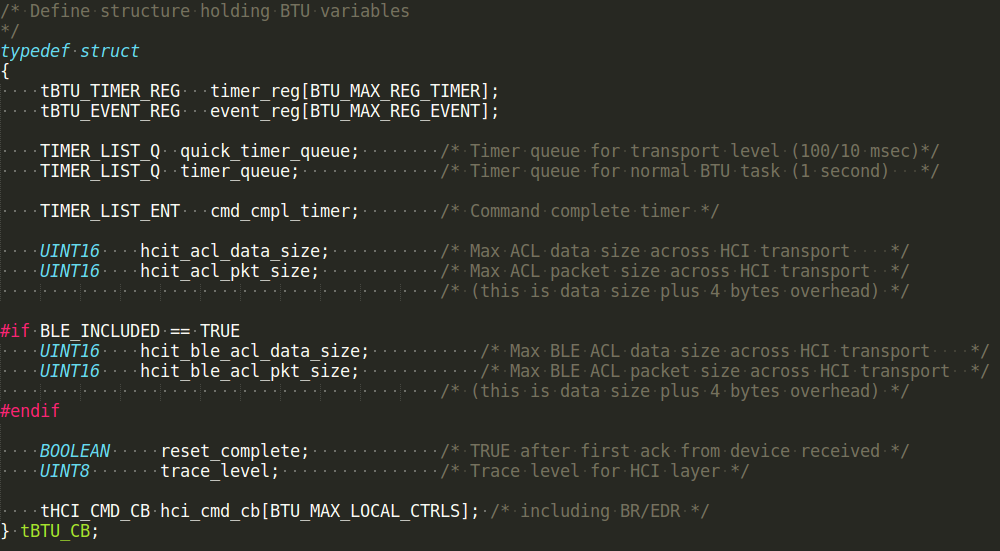 /* Define structure holding BTU variables
*/
typedef struct
{
    tBTU_TIMER_REG   timer_reg[BTU_MAX_REG_TIMER];
    tBTU_EVENT_REG   event_reg[BTU_MAX_REG_EVENT];

    TIMER_LIST_Q  quick_timer_queue;        /* Timer queue for transport level (100/10 msec)*/
    TIMER_LIST_Q  timer_queue;              /* Timer queue for normal BTU task (1 second)   */

    TIMER_LIST_ENT   cmd_cmpl_timer;        /* Command complete timer */

    UINT16    hcit_acl_data_size;           /* Max ACL data size across HCI transport    */
    UINT16    hcit_acl_pkt_size;            /* Max ACL packet size across HCI transport  */
                                            /* (this is data size plus 4 bytes overhead) */

#if BLE_INCLUDED == TRUE
    UINT16    hcit_ble_acl_data_size;           /* Max BLE ACL data size across HCI transport    */
    UINT16    hcit_ble_acl_pkt_size;            /* Max BLE ACL packet size across HCI transport  */
                                            /* (this is data size plus 4 bytes overhead) */
#endif

    BOOLEAN     reset_complete;             /* TRUE after first ack from device received */
    UINT8       trace_level;                /* Trace level for HCI layer */

    tHCI_CMD_CB hci_cmd_cb[BTU_MAX_LOCAL_CTRLS]; /* including BR/EDR */
} tBTU_CB;